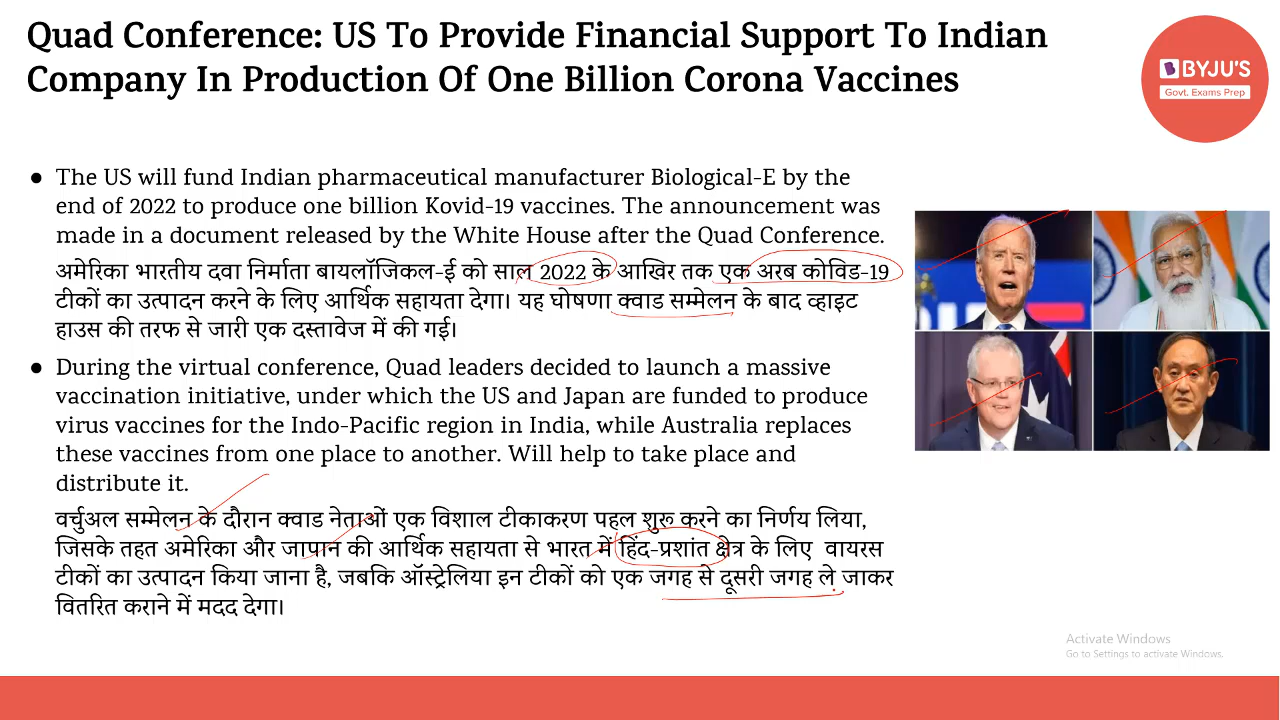 Quad Conference: US To Provide Financial Support To Indian
Company In Production Of One Billion Corona Vaccines
BYJU'S
Govt. Exams Prep
● The US will fund Indian pharmaceutical manufacturer Biological-E by the
end of 2022 to produce one billion Kovid-19 vaccines. The announcement was
made in a document released by the White House after the Quad Conference.
अमेरिका भारतीय दवा निर्माता बायलॉजिकल-ई को साल 2022 के आखिर तक एक अरब कोविड-19
टीकों का उत्पादन करने के लिए आर्थिक सहायता देगा। यह घोषणा क्वाड सम्मेलन के बाद व्हाइट
हाउस की तरफ से जारी एक दस्तावेज में की गई।
● During the virtual conference, Quad leaders decided to launch a massive
vaccination initiative, under which the US and Japan are funded to produce
virus vaccines for the Indo-Pacific region in India, while Australia replaces
these vaccines from one place to another. Will help to take place and
distribute it.
वर्चुअल सम्मेलन के दौरान क्वाड नेताओं एक विशाल टीकाकरण पहल शुरू करने का निर्णय लिया,
जिसके तहत अमेरिका और जापान की आर्थिक सहायता से भारत में हिंद-प्रशांत क्षेत्र के लिए वायरस
टीकों का उत्पादन किया जाना है, जबकि ऑस्ट्रेलिया इन टीकों को एक जगह से दूसरी जगह ले जाकर
वितरित कराने में मदद देगा।
Activate Windows
Go to Settings to activate Windows.